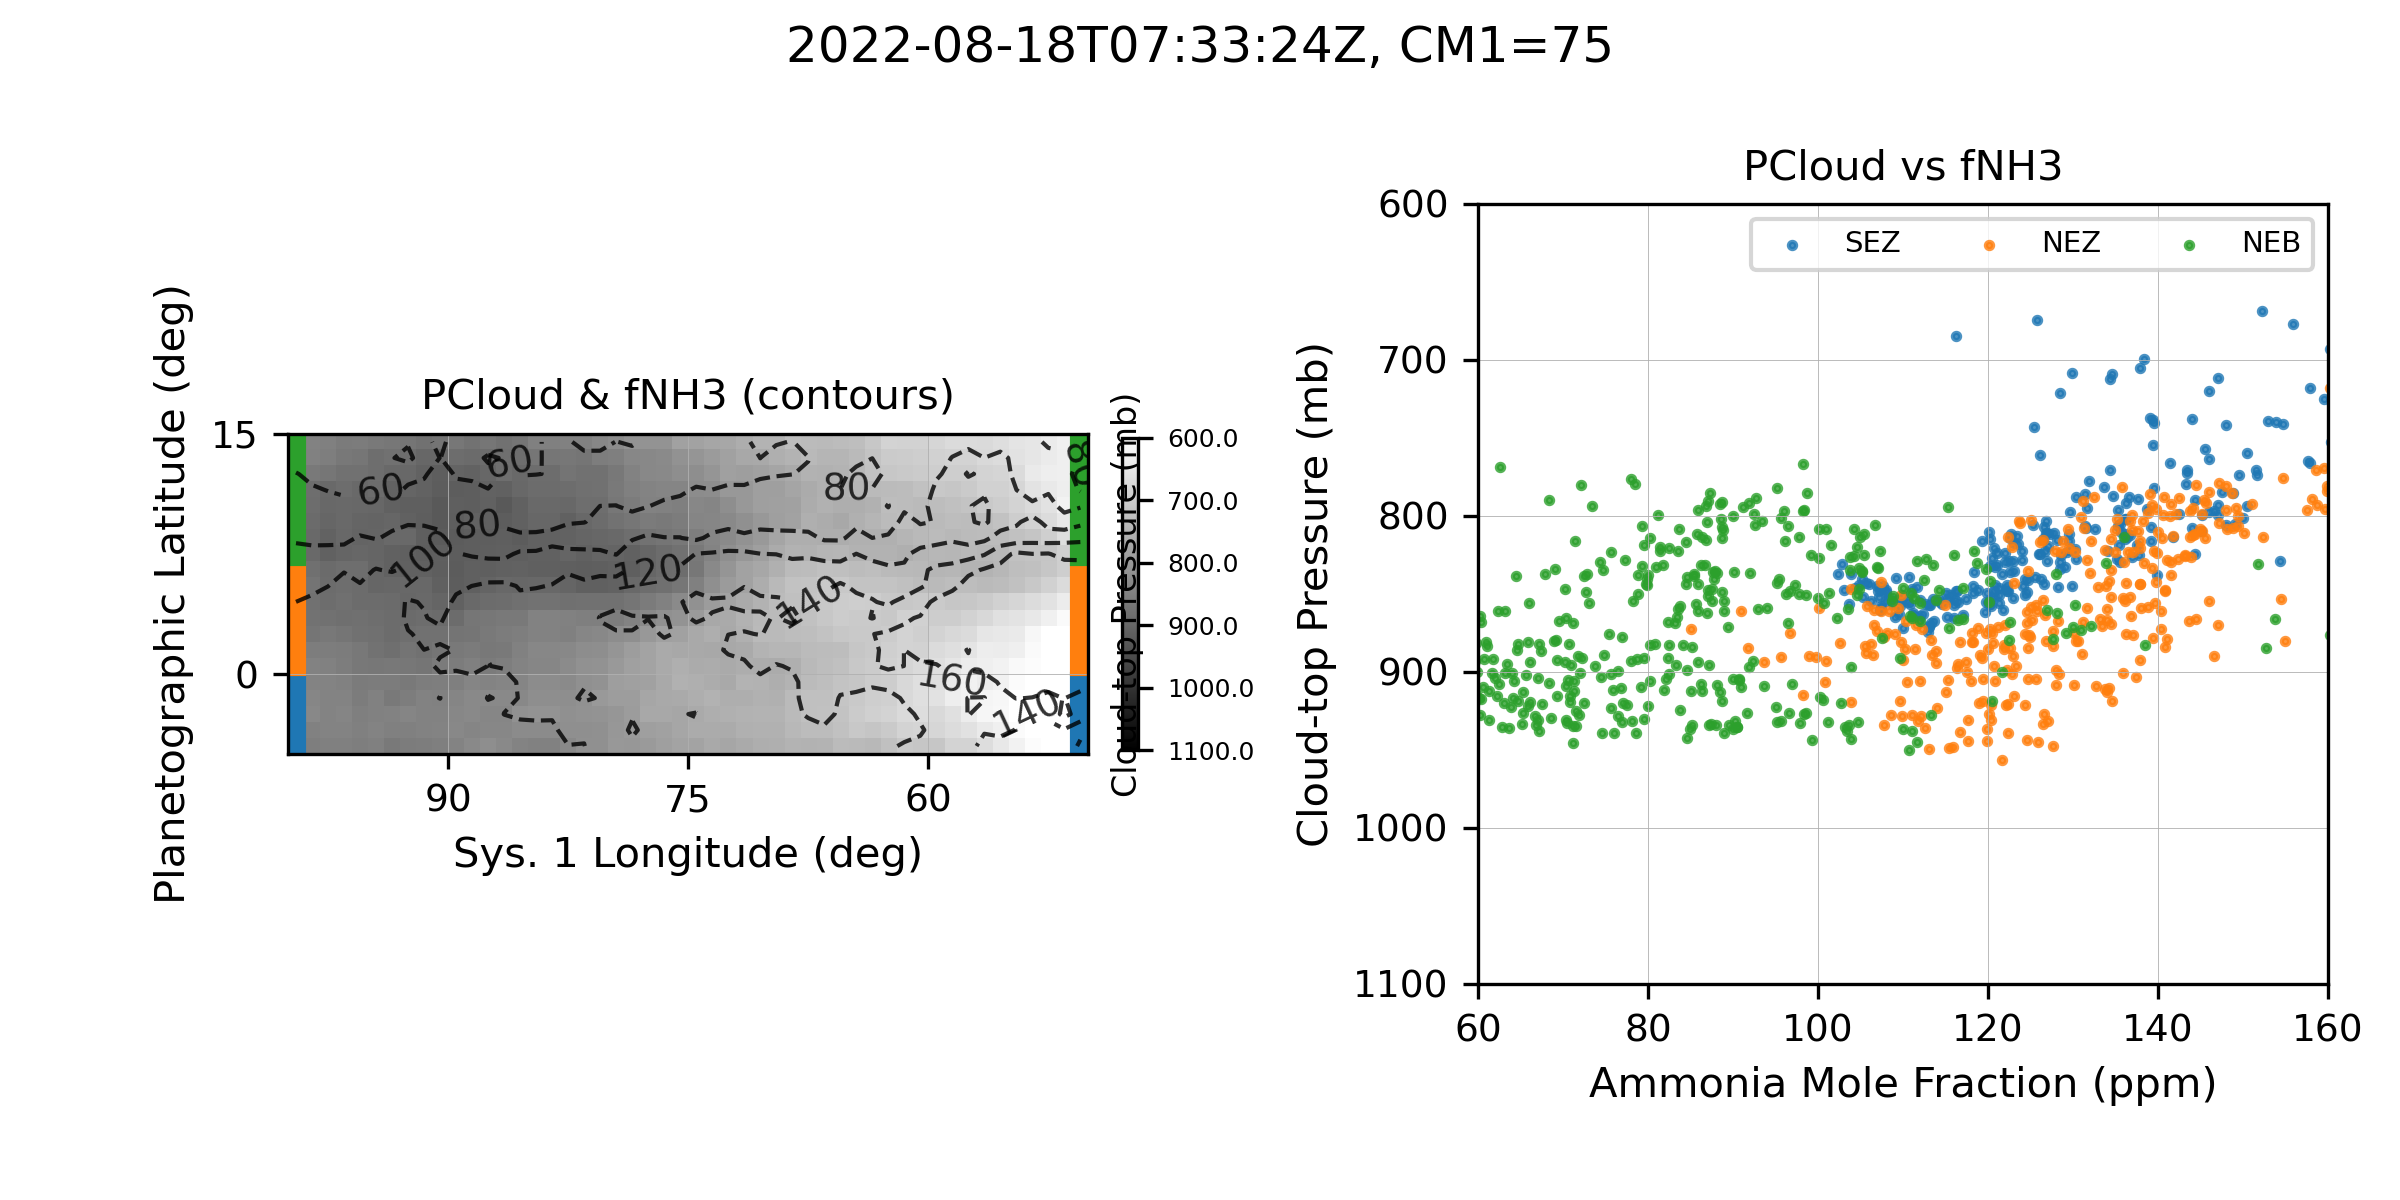 2022-08-18T07:33:24Z, CM1=75
PCloud & fNH3 (contours)
Planetographic Latitude (deg)
15
0
60
60
80
80
100
120
140
160
140
90
75
60
Sys. 1 Longitude (deg)
Cloud-top Pressure (mb)
600.0
700.0
800.0
900.0
1000.0
1100.0
PCloud vs fNH3
SEZ NEZ NEB
Cloud-top Pressure (mb)
600
700
800
900
1000
1100
60 80 100 120 140 160
Ammonia Mole Fraction (ppm)